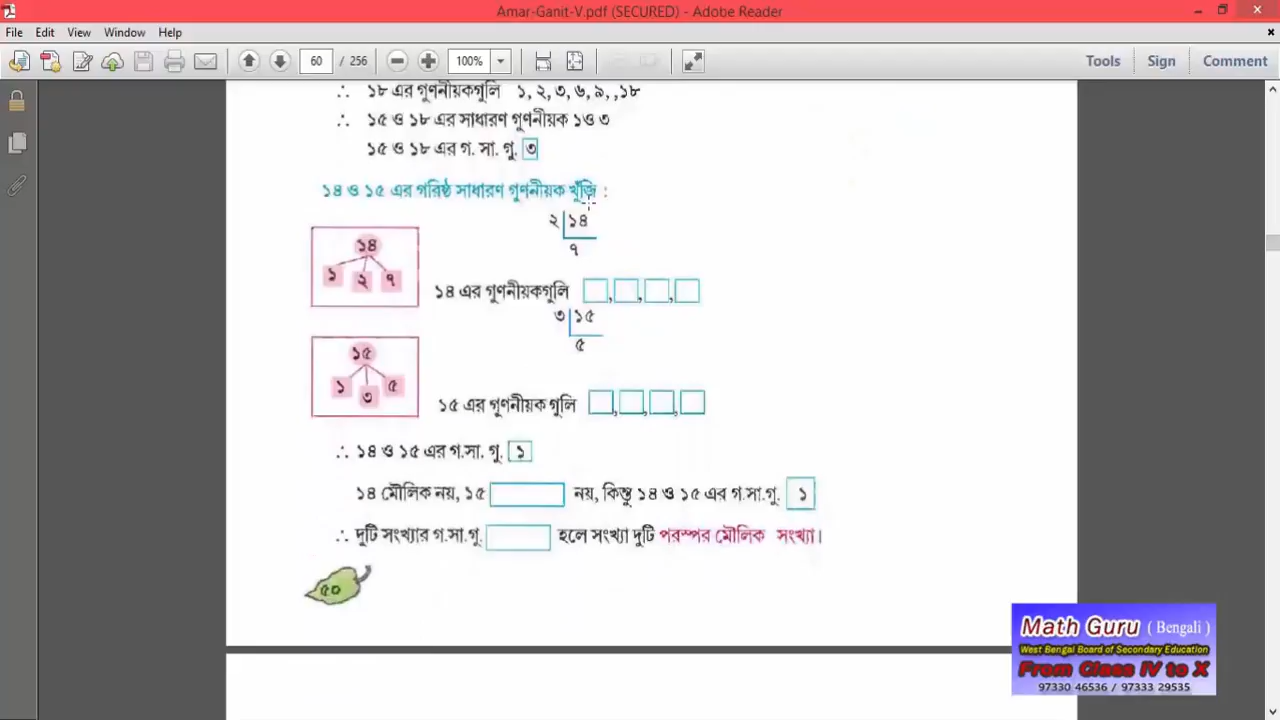 Amar-Ganit-V.pdf (SECURED) - Adobe Reader
File Edit View Window Help
60 / 256 100% Tools Sign Comment
∴ ১৮ এর গুণনীয়কগুলি ১, ২, ৩, ৬, ৯, ,১৮
∴ ১৫ ও ১৮ এর সাধারণ গুণনীয়ক ১ও ৩
১৫ ও ১৮ এর গ. সা. গু. ৩
১৪ ও ১৫ এর গরিষ্ঠ সাধারণ গুণনীয়ক খুঁজি :
২ ১৪
৭
১৪
১ ২ ৭
১৪ এর গুণনীয়কগুলি , , ,
৩ ১৫
৫
১৫
১ ৩ ৫
১৫ এর গুণনীয়ক গুলি , , ,
∴ ১৪ ও ১৫ এর গ.সা. গু. ১
১৪ মৌলিক নয়, ১৫ নয়, কিন্তু ১৪ ও ১৫ এর গ.সা.গু. ১
∴ দুটি সংখ্যার গ.সা.গু. হলে সংখ্যা দুটি পরস্পর মৌলিক সংখ্যা।
৫০
Math Guru ( Bengali )
West Bengal Board of Secondary Education
From Class IV to X
97330 46536 / 97333 29535